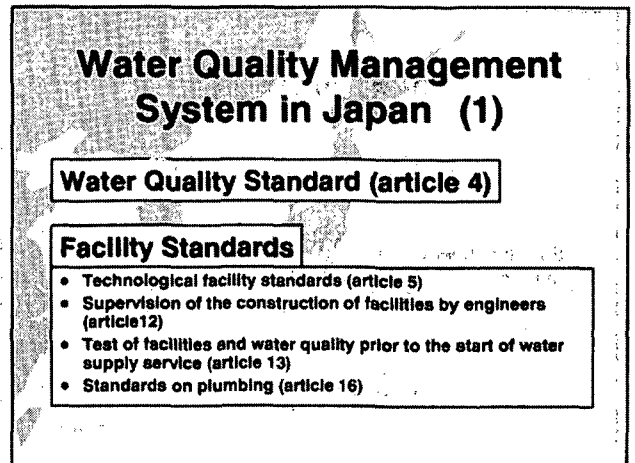 Water Quality Management
System in Japan (1)
Water Quality Standard (article 4)
Facility Standards
• Technological facility standards (article 5)
• Supervision of the construction of facilities by engineers
(article12)
• Test of facilities and water quality prior to the start of water
supply service (article 13)
• Standards on plumbing (article 16)